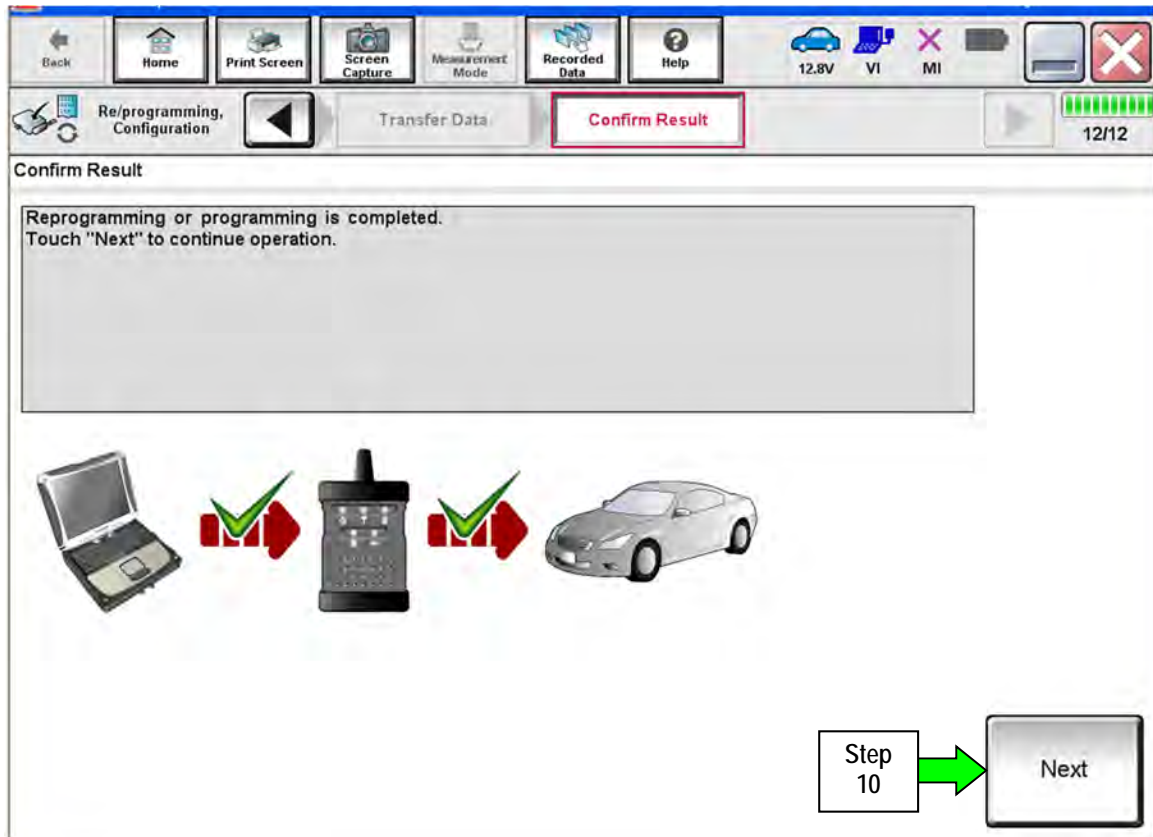 Back
Home
Print Screen
Screen
Capture
Measurement
Mode
Recorded
Data
Help
12.8V
VI
MI
Re/programming,
Configuration
Transfer Data
Confirm Result
12/12
Confirm Result
Reprogramming or programming is completed.
Touch "Next" to continue operation.
Step
10
Next